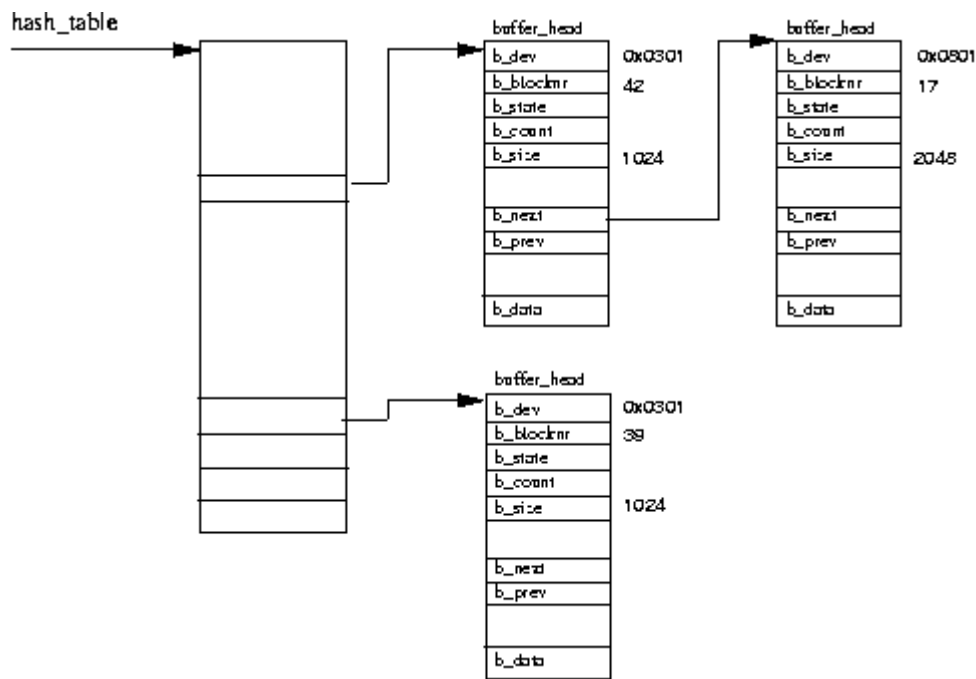 hash_table
buffer_head
b_dev 0x0301
b_blocknr 42
b_state
b_count
b_size 1024
b_next
b_prev
b_data
buffer_head
b_dev 0x0801
b_blocknr 17
b_state
b_count
b_size 2048
b_next
b_prev
b_data
buffer_head
b_dev 0x0301
b_blocknr 39
b_state
b_count
b_size 1024
b_next
b_prev
b_data